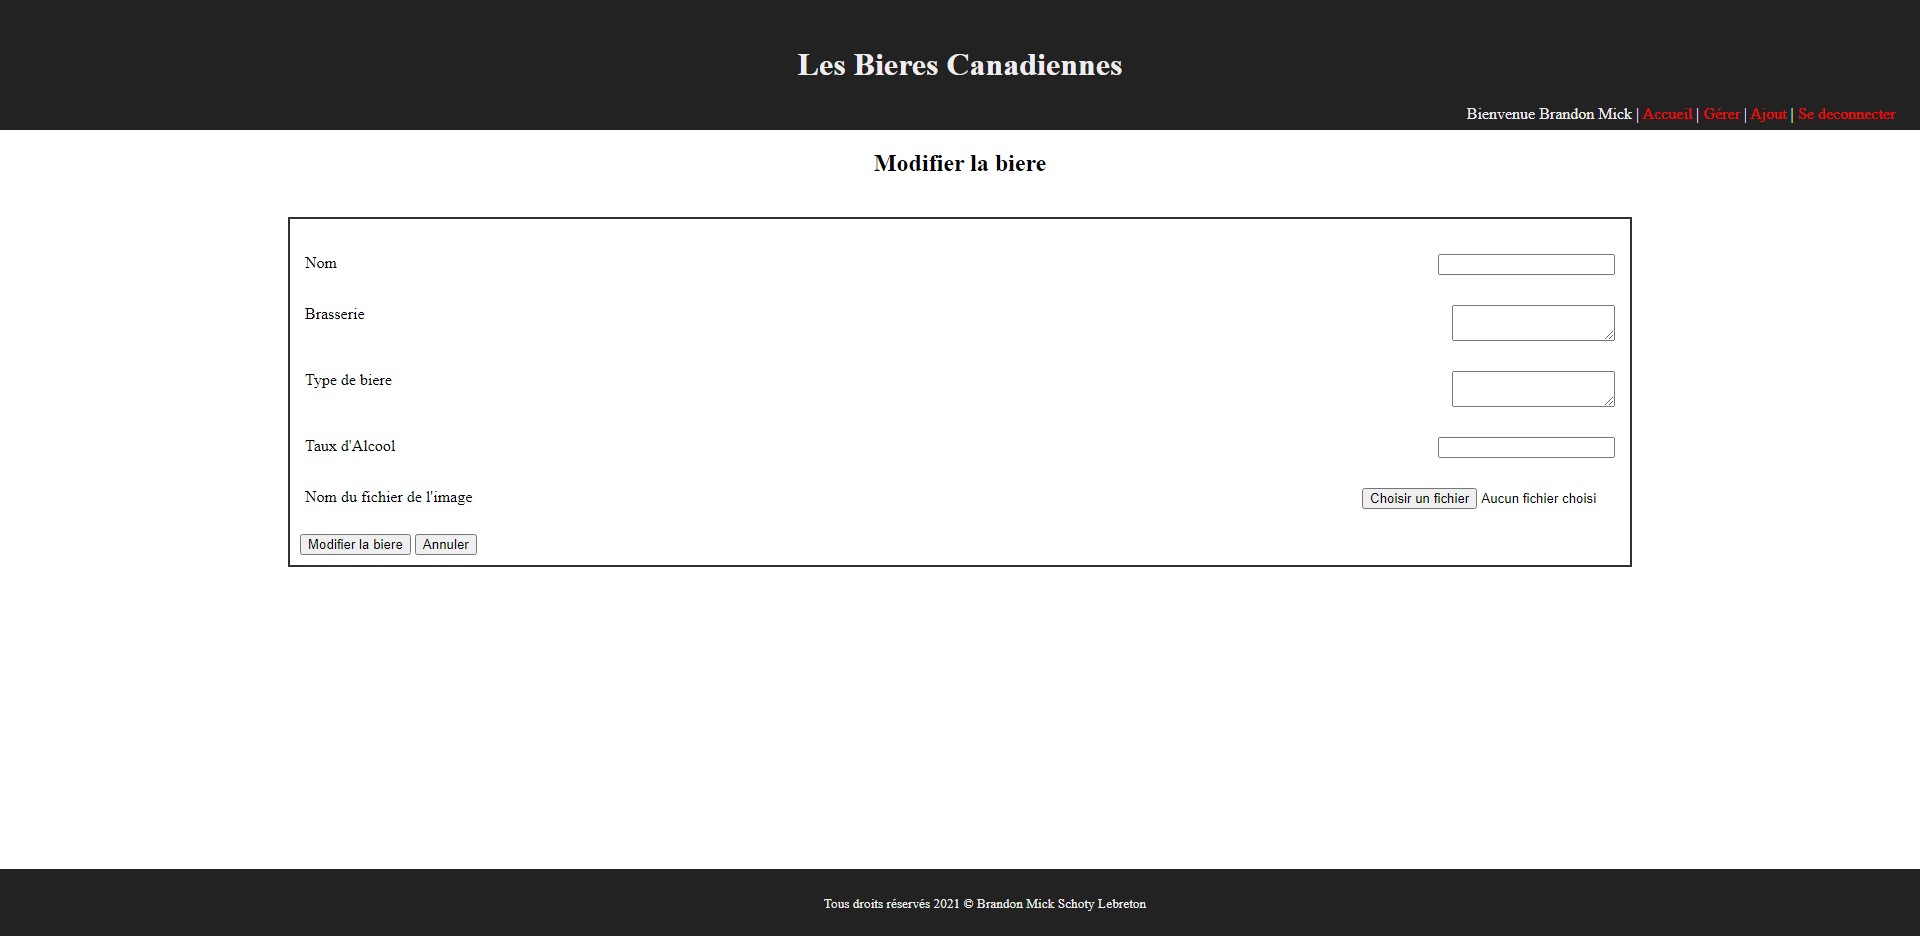 Les Bieres Canadiennes
Bienvenue Brandon Mick | Accueil | Gérer | Ajout | Se deconnecter
Modifier la biere
Nom
Brasserie
Type de biere
Taux d'Alcool
Nom du fichier de l'image Choisir un fichier Aucun fichier choisi
Modifier la biere Annuler
Tous droits réservés 2021 © Brandon Mick Schoty Lebreton